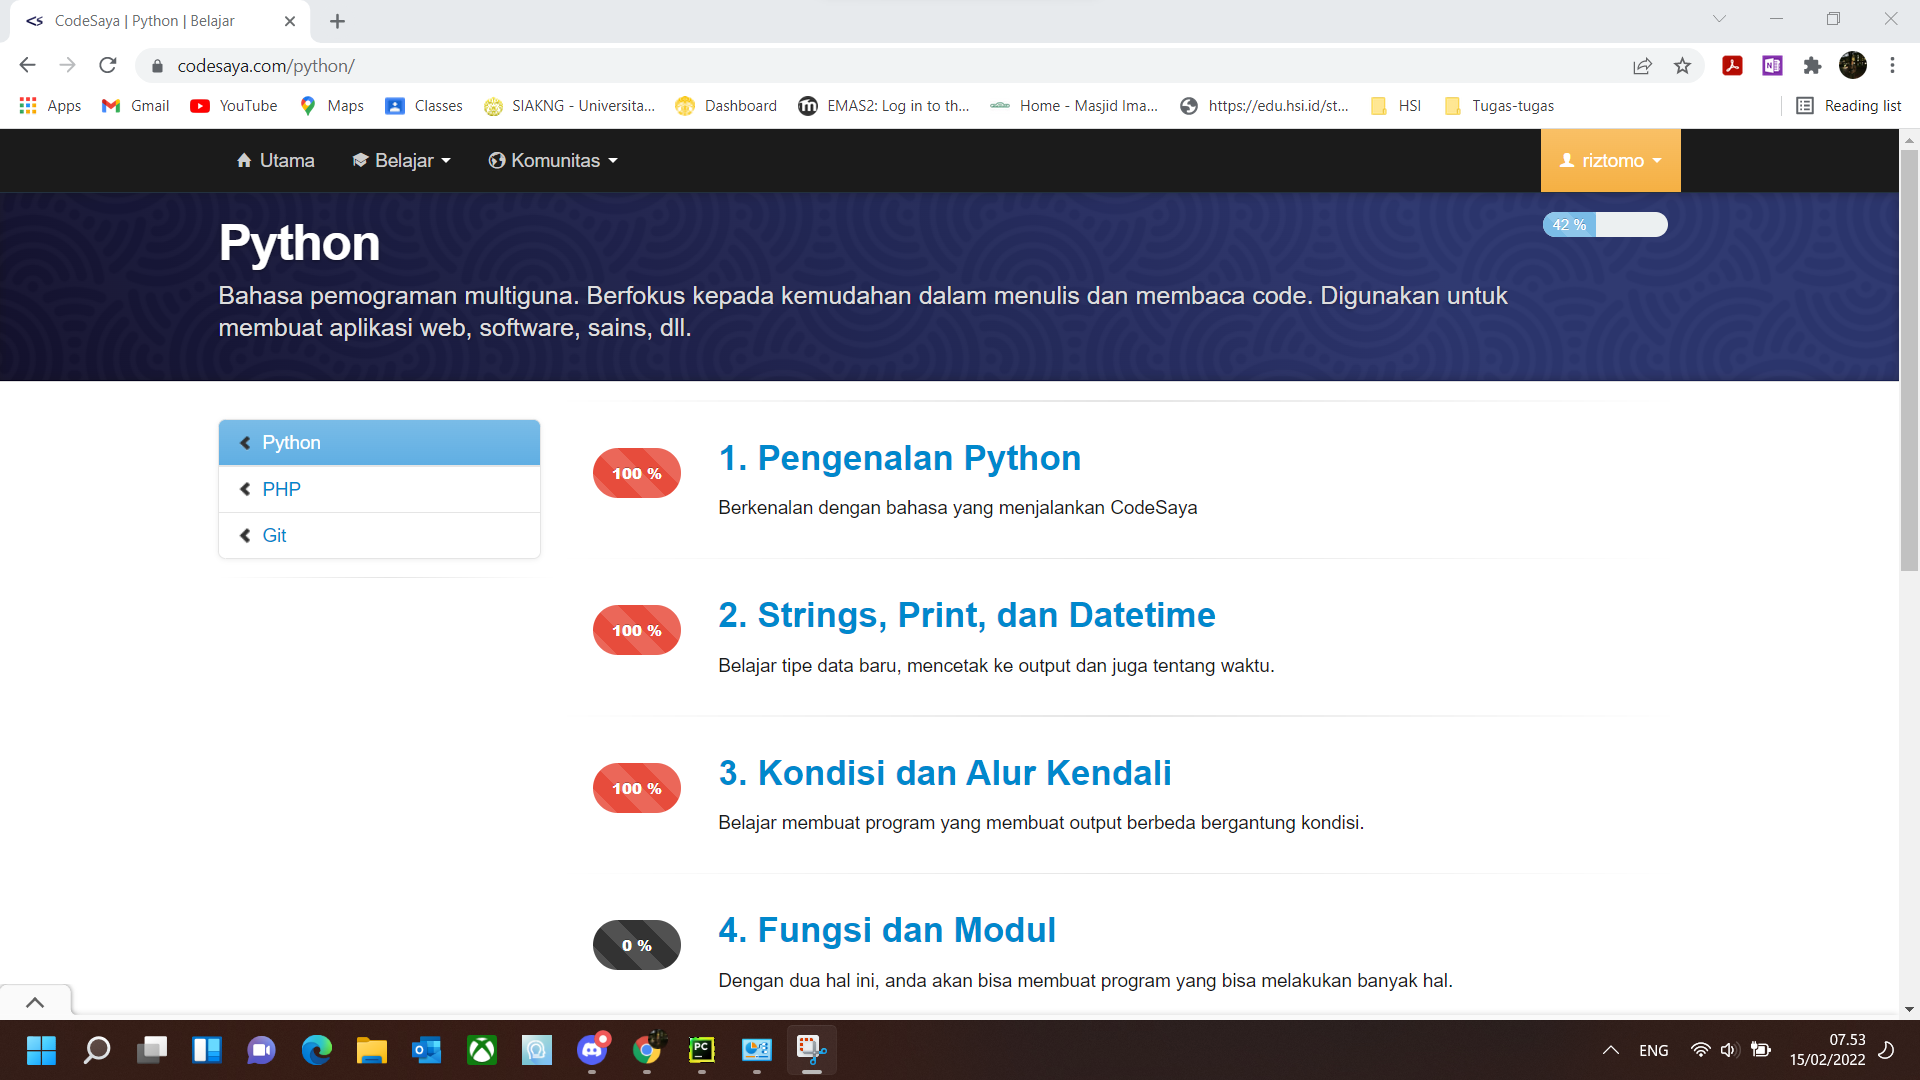 CodeSaya | Python | Belajar
codesaya.com/python/
Apps Gmail YouTube Maps Classes SIAKNG - Universita... Dashboard EMAS2: Log in to th... Home - Masjid Ima... https://edu.hsi.id/st... HSI Tugas-tugas Reading list
Utama Belajar Komunitas riztomo
42 %
Python
Bahasa pemograman multiguna. Berfokus kepada kemudahan dalam menulis dan membaca code. Digunakan untuk
membuat aplikasi web, software, sains, dll.
Python
PHP
Git
100 %
1. Pengenalan Python
Berkenalan dengan bahasa yang menjalankan CodeSaya
100 %
2. Strings, Print, dan Datetime
Belajar tipe data baru, mencetak ke output dan juga tentang waktu.
100 %
3. Kondisi dan Alur Kendali
Belajar membuat program yang membuat output berbeda bergantung kondisi.
0 %
4. Fungsi dan Modul
Dengan dua hal ini, anda akan bisa membuat program yang bisa melakukan banyak hal.
ENG
07.53
15/02/2022